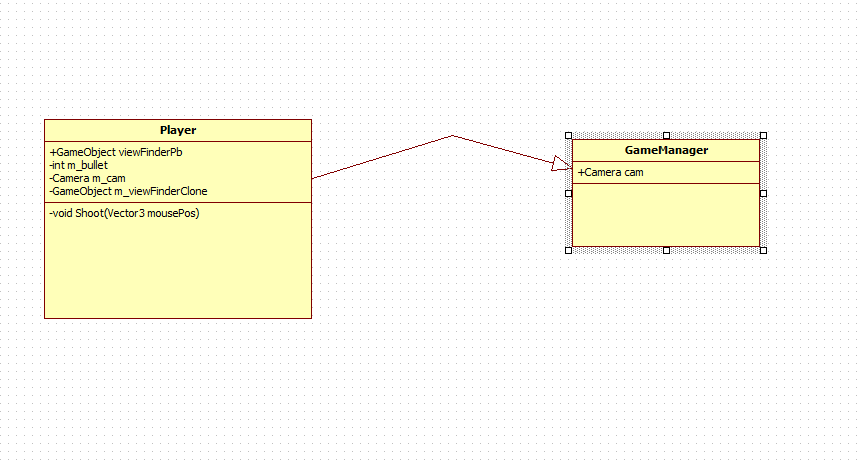 Player
+GameObject viewFinderPb
-int m_bullet
-Camera m_cam
-GameObject m_viewFinderClone
-void Shoot(Vector3 mousePos)
GameManager
+Camera cam